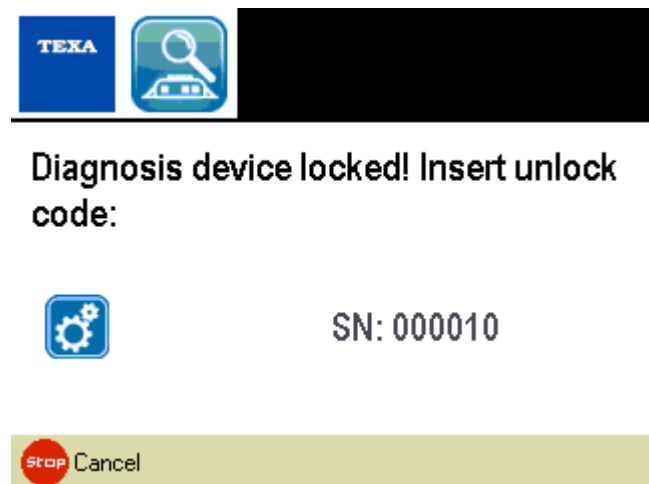 TEXA
Diagnosis device locked! Insert unlock
code:
SN: 000010
STOP Cancel